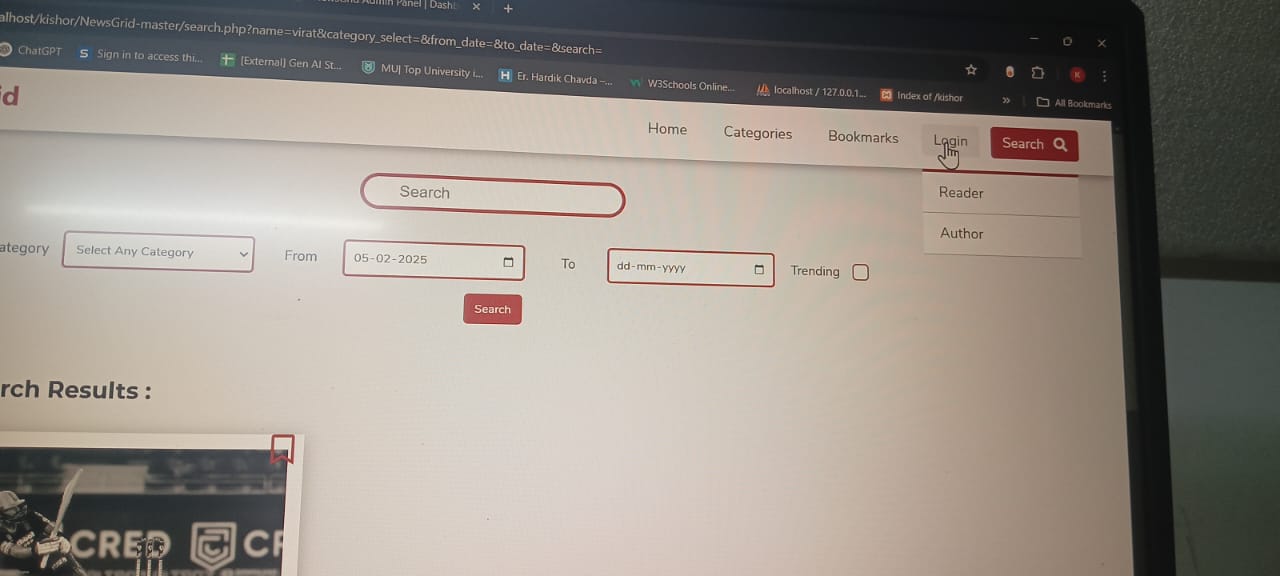 Admin Panel | Dashb
alhost/kishor/NewsGrid-master/search.php?name=virat&category_select=&from_date=&to_date=&search=
ChatGPT
S Sign in to access thi...
[External] Gen AI St...
MUJ Top University i...
H Er. Hardik Chavda –...
W3Schools Online...
localhost / 127.0.0.1...
Index of /kishor
»
All Bookmarks
K
id
Home
Categories
Bookmarks
Login
Search
Reader
Author
Search
ategory
Select Any Category
From
05-02-2025
To
dd-mm-yyyy
Trending
Search
rch Results :
CRED
CR